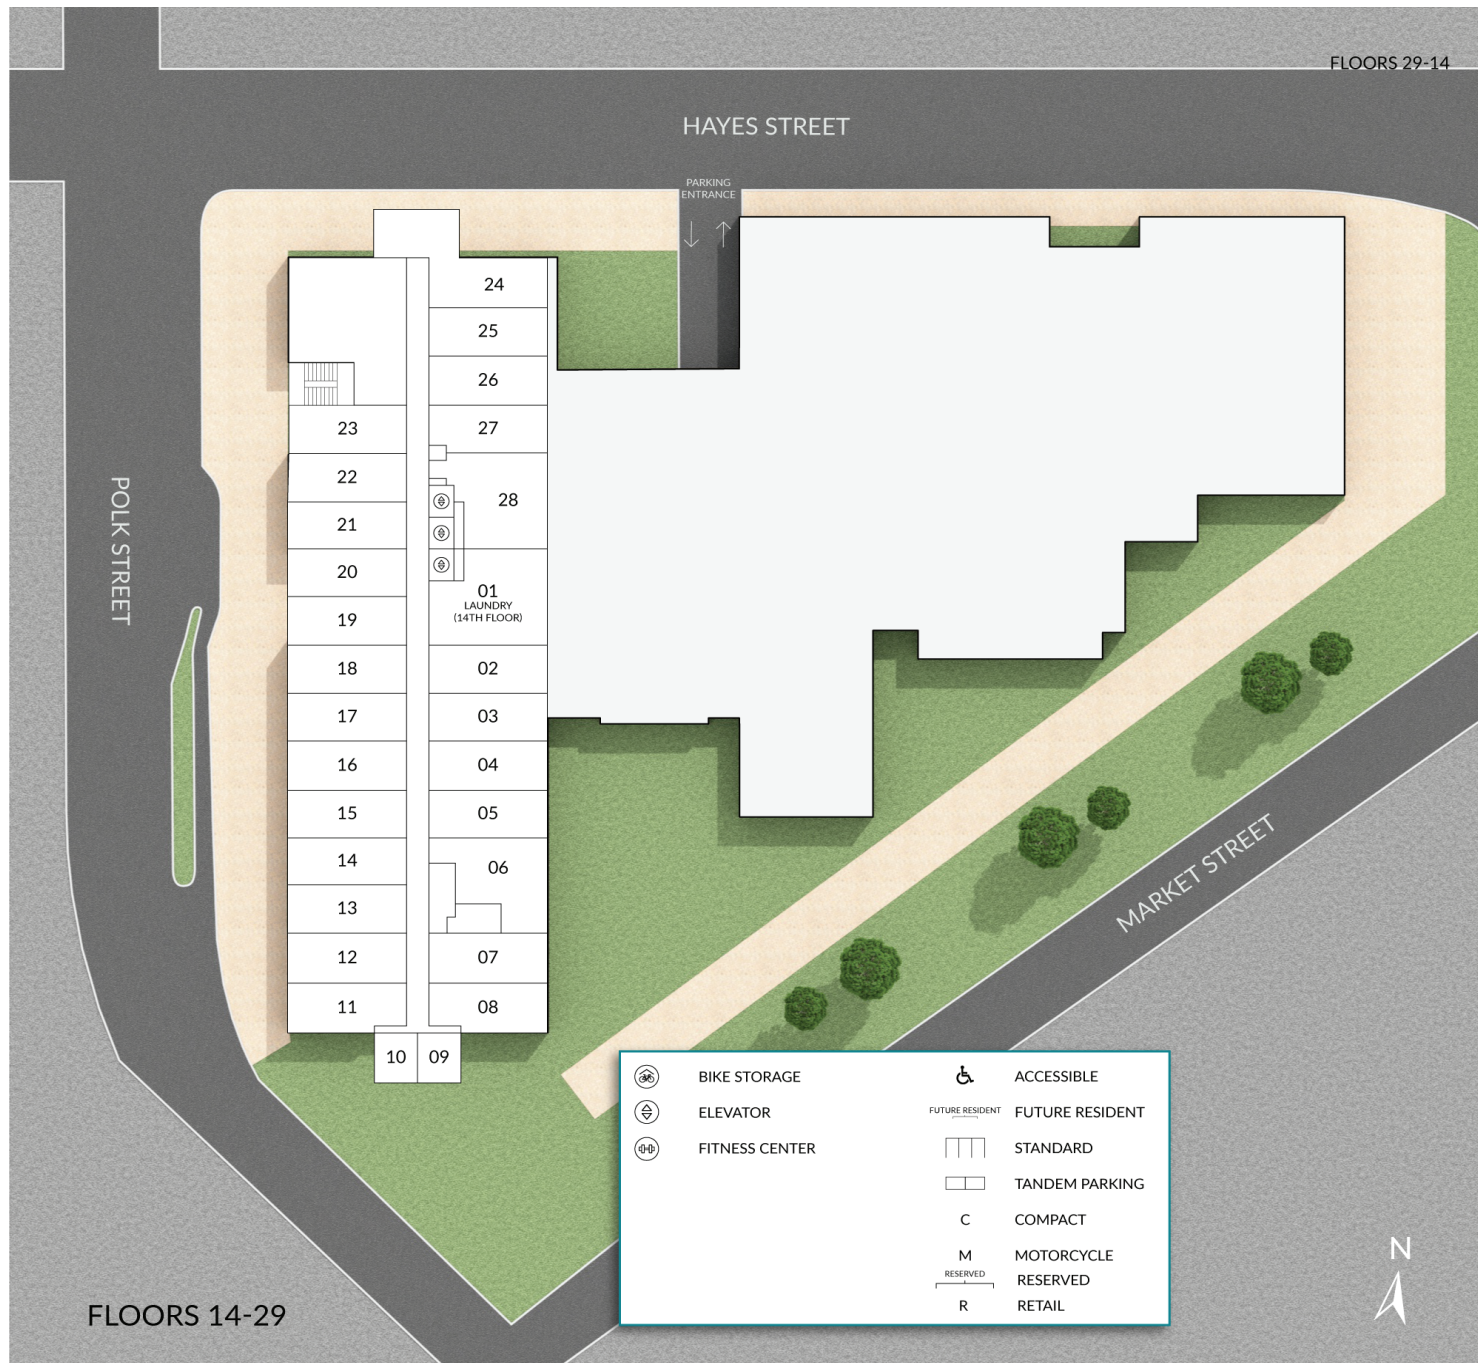 FLOORS 29-14
HAYES STREET
PARKING
ENTRANCE
24
25
26
27
23
22
28
21
20
01
LAUNDRY
(14TH FLOOR)
19
18
02
17
03
16
04
15
05
14
06
13
12
07
11
08
10
09
POLK STREET
MARKET STREET
BIKE STORAGE
ELEVATOR
FITNESS CENTER
ACCESSIBLE
FUTURE RESIDENT FUTURE RESIDENT
STANDARD
TANDEM PARKING
C COMPACT
M MOTORCYCLE
RESERVED RESERVED
R RETAIL
N
FLOORS 14-29